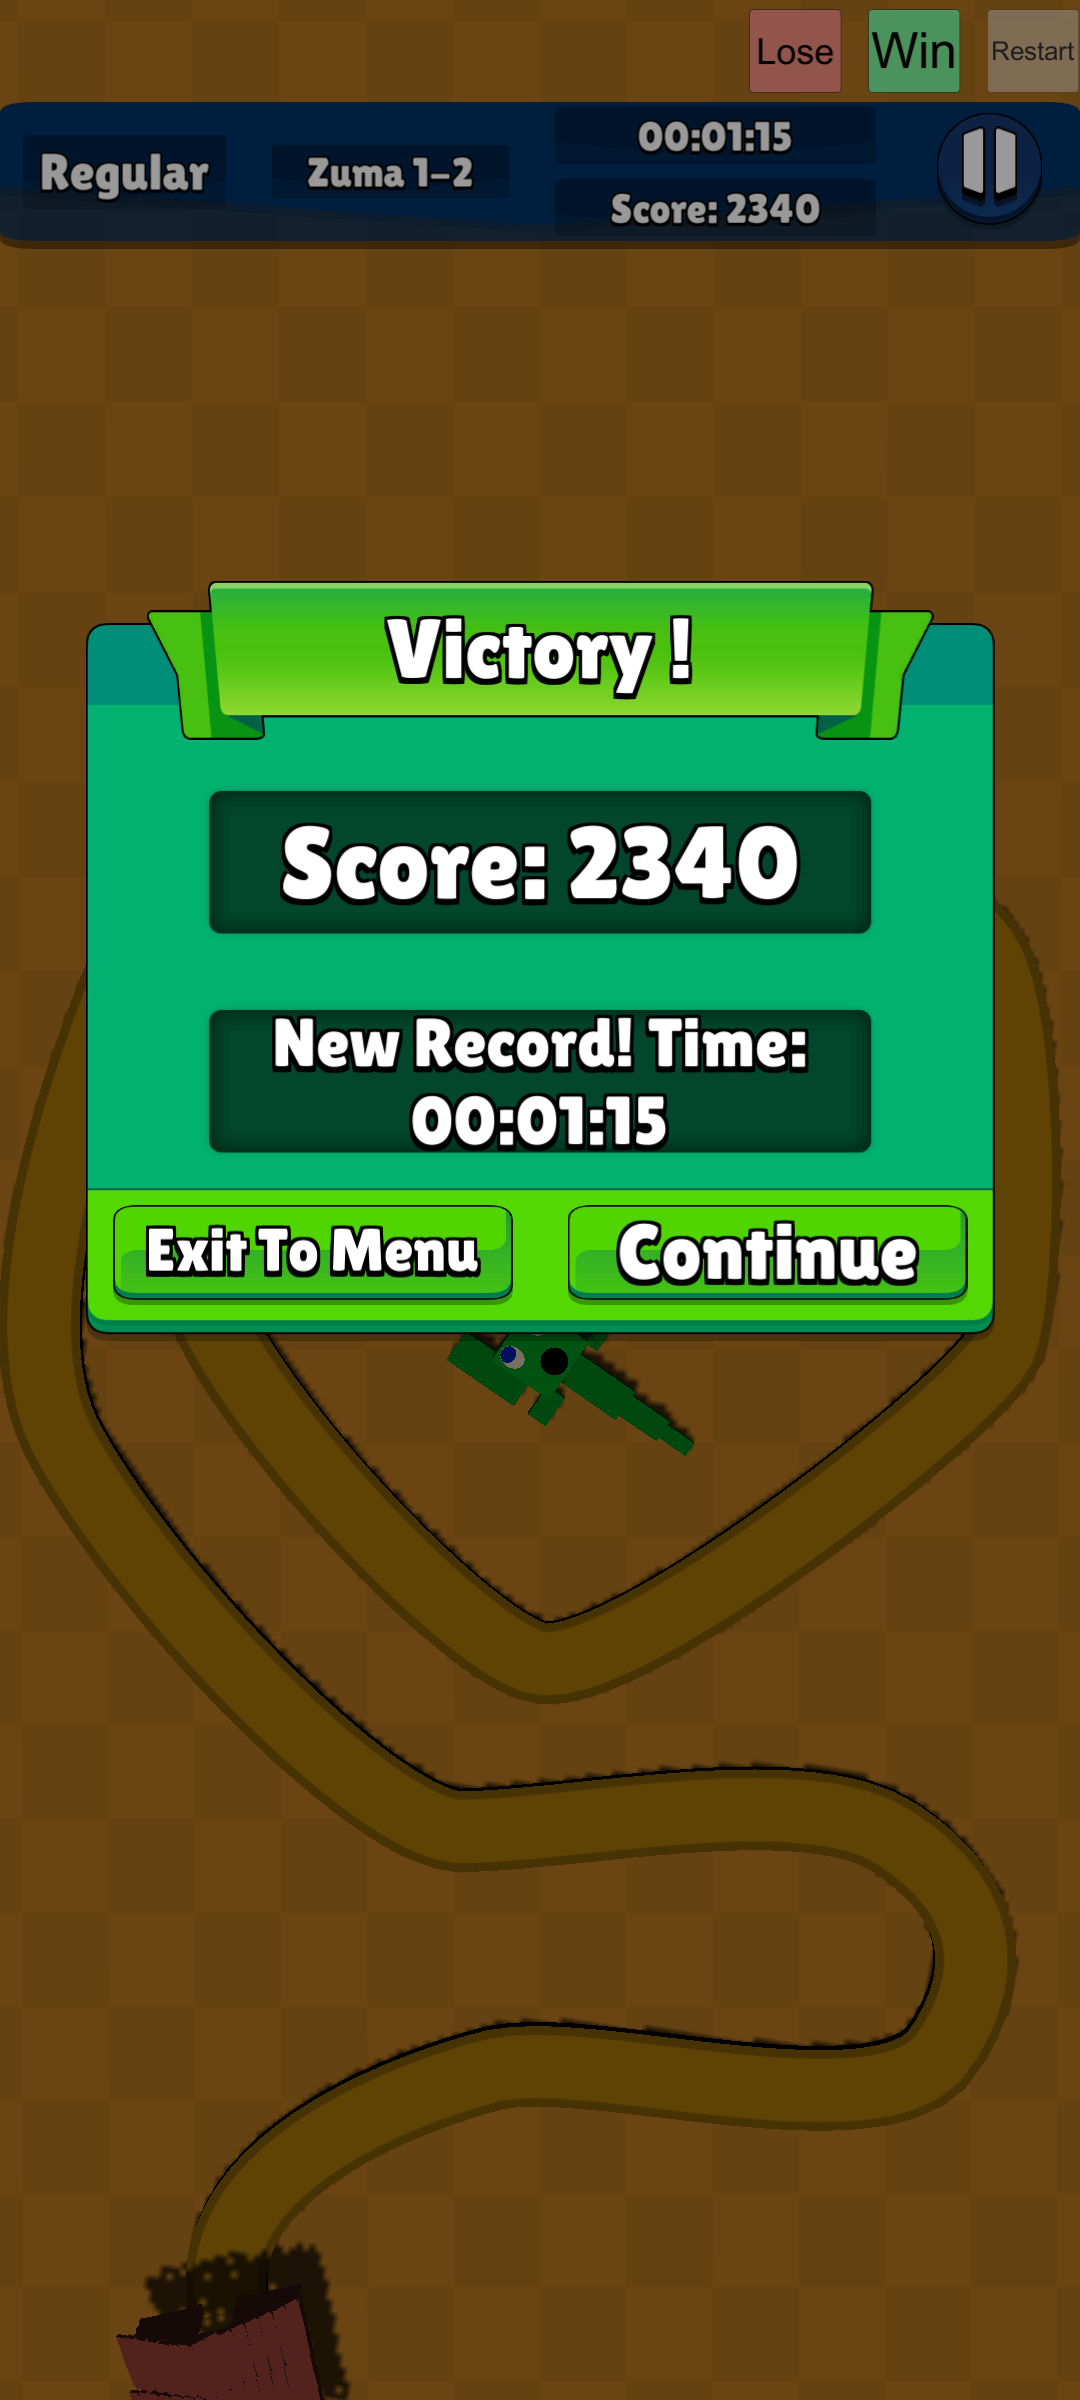 Lose
Win
Restart
Regular
Zuma 1-2
00:01:15
Score: 2340
Victory !
Score: 2340
New Record! Time:
00:01:15
Exit To Menu
Continue